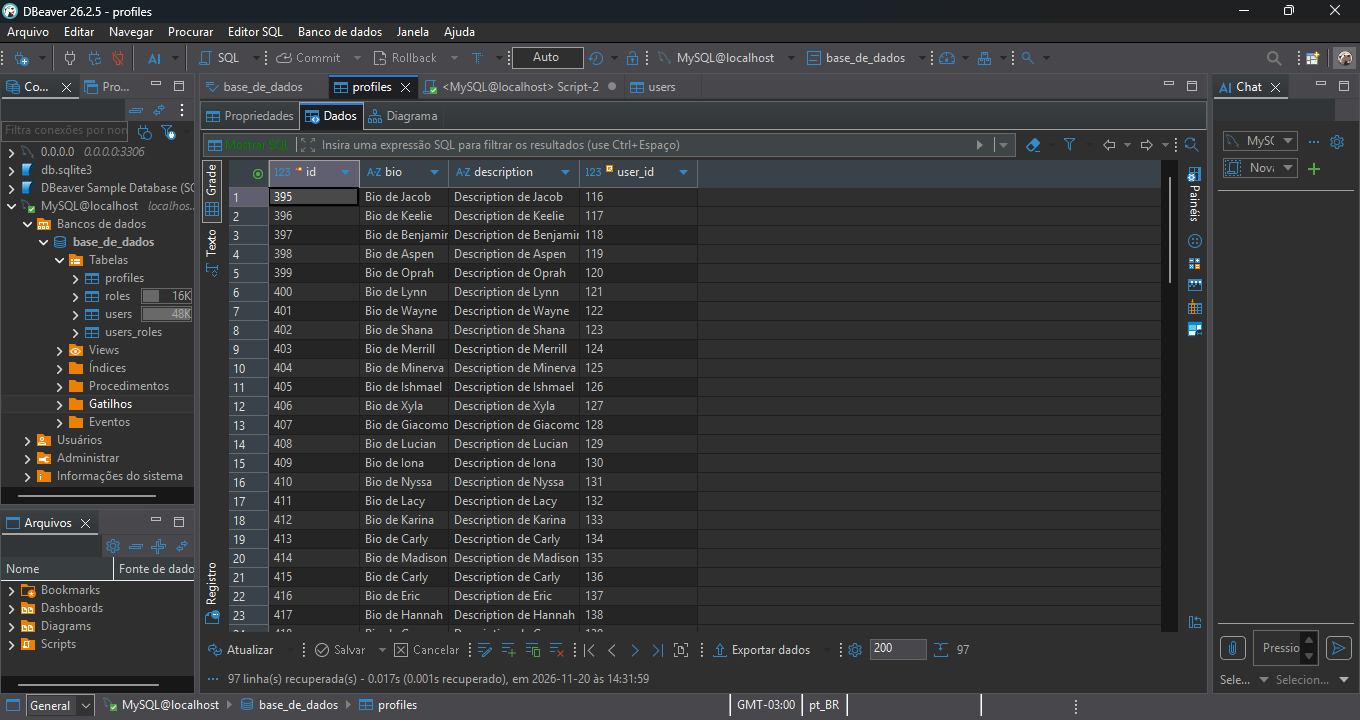 DBeaver 26.2.5 - profiles
Arquivo Editar Navegar Procurar Editor SQL Banco de dados Janela Ajuda
AI SQL Commit Rollback T Auto MySQL@localhost base_de_dados
Co... Pro... base_de_dados profiles <MySQL@localhost> Script-2 users AI Chat
Propriedades Dados Diagrama
Filtra conexões por nom
Mostrar SQL Insira uma expressão SQL para filtrar os resultados (use Ctrl+Espaço)
MySQ
Nova
0.0.0.0 0.0.0.0:3306
db.sqlite3
DBeaver Sample Database (SQ
MySQL@localhost localhos...
Bancos de dados
base_de_dados
Tabelas
profiles
roles 16K
users 48K
users_roles
Views
Índices
Procedimentos
Gatilhos
Eventos
Usuários
Administrar
Informações do sistema
Arquivos
Nome Fonte de dado
Bookmarks
Dashboards
Diagrams
Scripts
Grade
Texto
Registro
123 id A-Z bio A-Z description 123 user_id
1 395 Bio de Jacob Description de Jacob 116
2 396 Bio de Keelie Description de Keelie 117
3 397 Bio de Benjamin Description de Benjamin 118
4 398 Bio de Aspen Description de Aspen 119
5 399 Bio de Oprah Description de Oprah 120
6 400 Bio de Lynn Description de Lynn 121
7 401 Bio de Wayne Description de Wayne 122
8 402 Bio de Shana Description de Shana 123
9 403 Bio de Merrill Description de Merrill 124
10 404 Bio de Minerva Description de Minerva 125
11 405 Bio de Ishmael Description de Ishmael 126
12 406 Bio de Xyla Description de Xyla 127
13 407 Bio de Giacomo Description de Giacomo 128
14 408 Bio de Lucian Description de Lucian 129
15 409 Bio de Iona Description de Iona 130
16 410 Bio de Nyssa Description de Nyssa 131
17 411 Bio de Lacy Description de Lacy 132
18 412 Bio de Karina Description de Karina 133
19 413 Bio de Carly Description de Carly 134
20 414 Bio de Madison Description de Madison 135
21 415 Bio de Carly Description de Carly 136
22 416 Bio de Eric Description de Eric 137
23 417 Bio de Hannah Description de Hannah 138
Painéis
Atualizar Salvar Cancelar Exportar dados 200 97
97 linha(s) recuperada(s) - 0.017s (0.001s recuperado), em 2026-11-20 às 14:31:59
Pressio
Sele... Selecion...
General MySQL@localhost base_de_dados profiles GMT-03:00 pt_BR